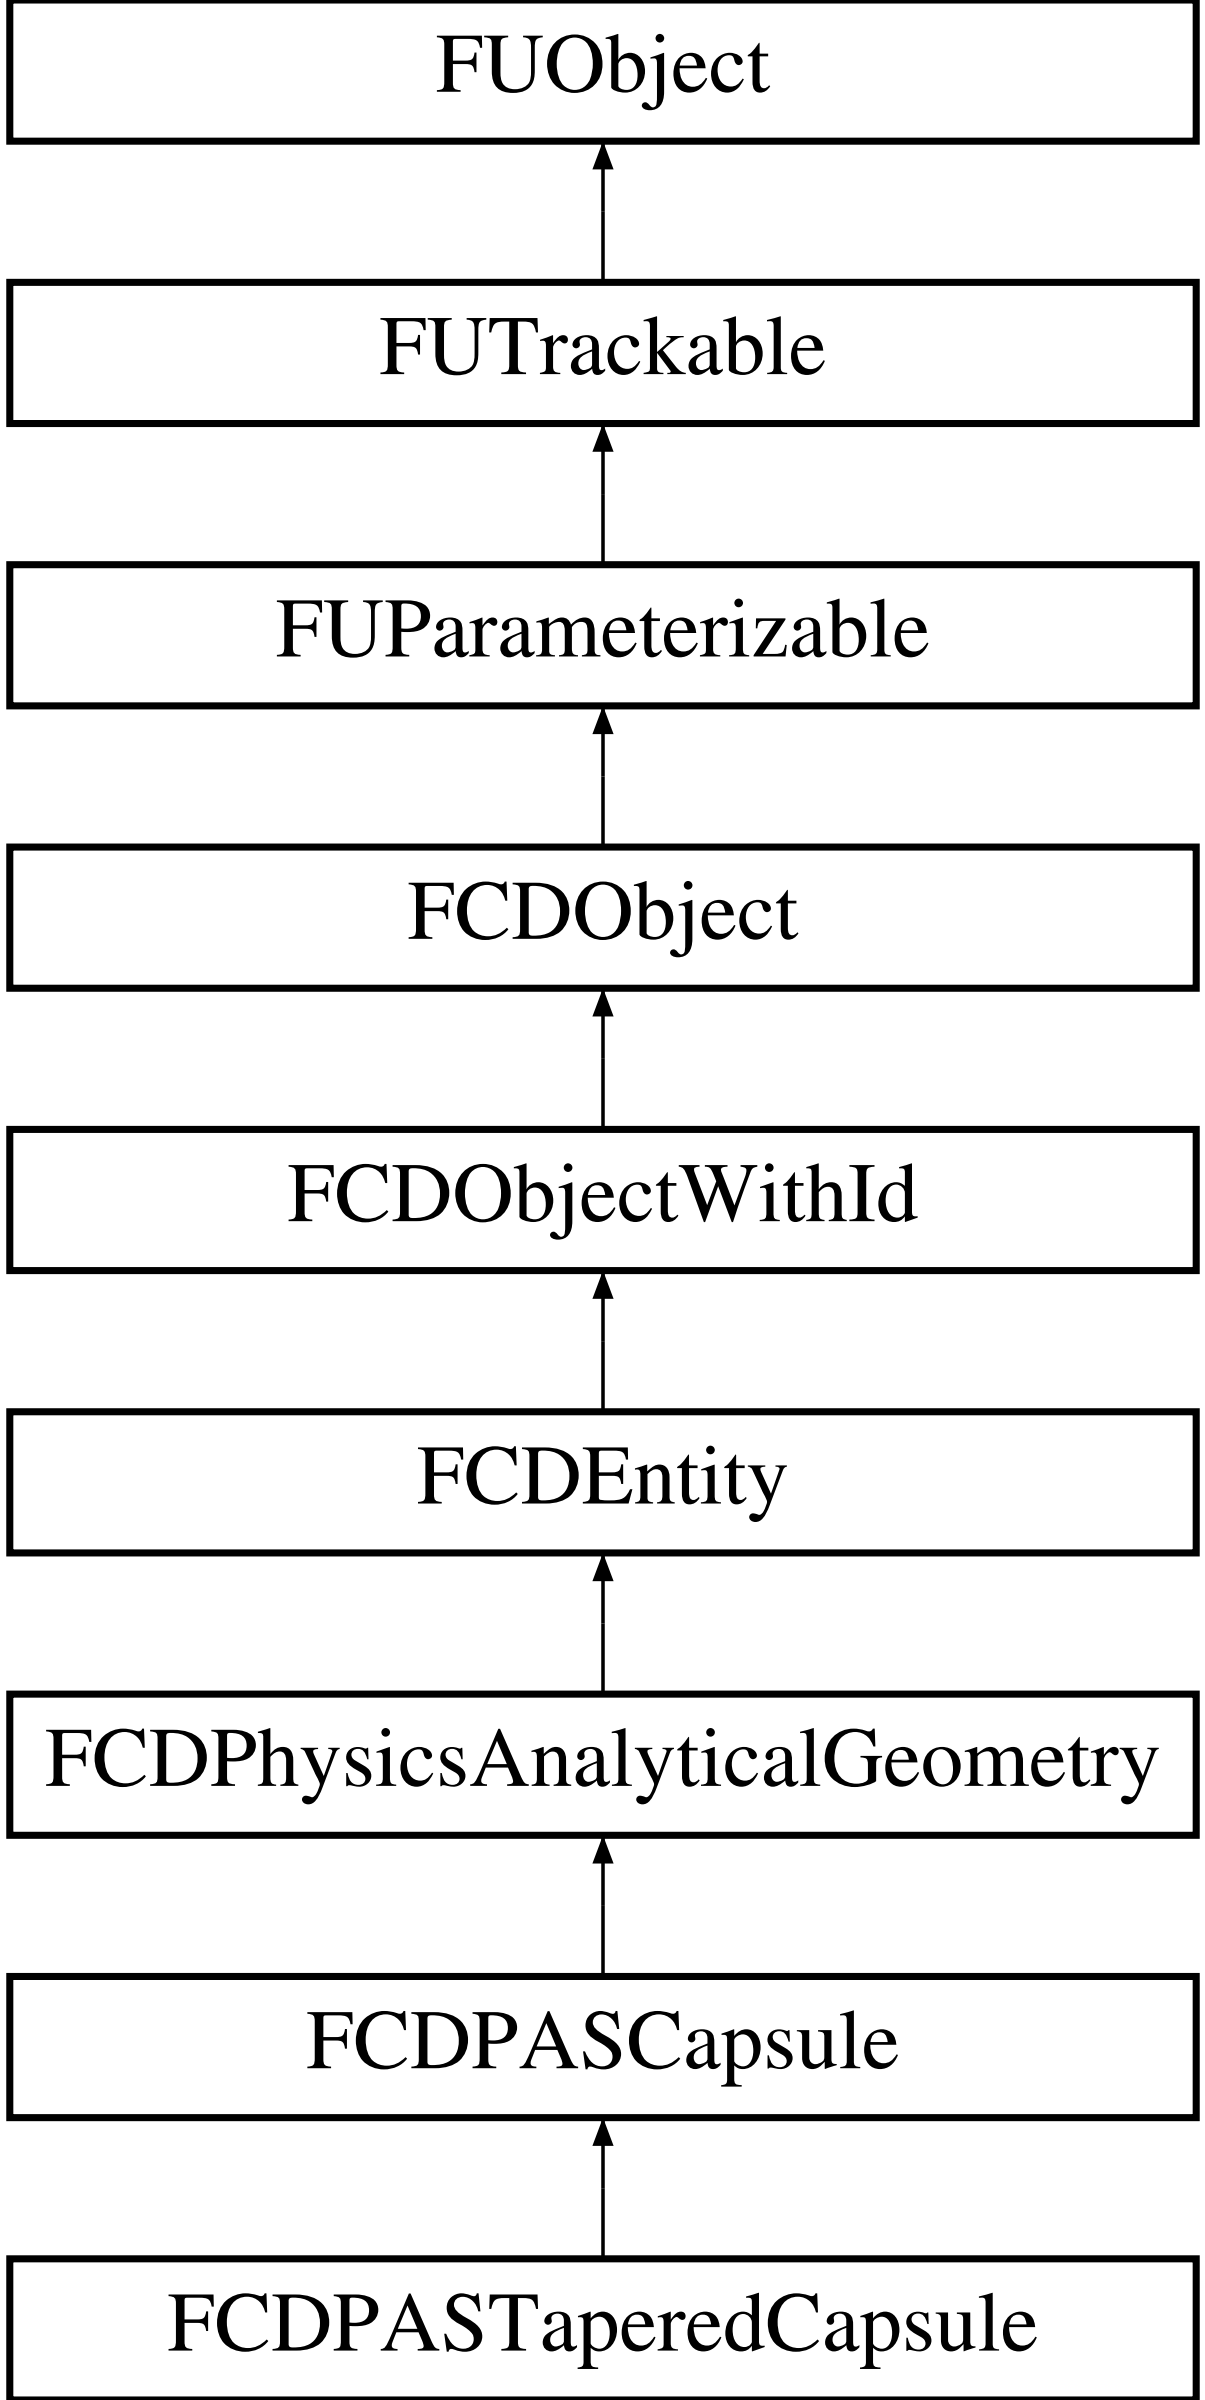 FUObject
FUTrackable
FUParameterizable
FCDObject
FCDObjectWithId
FCDEntity
FCDPhysicsAnalyticalGeometry
FCDPASCapsule
FCDPASTaperedCapsule